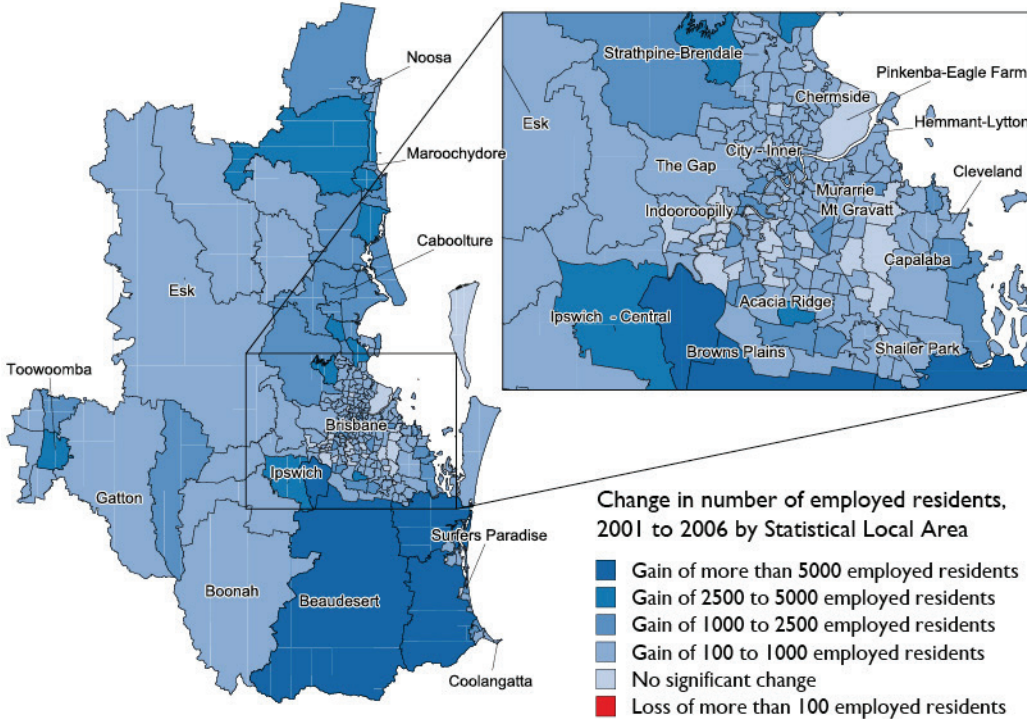 Noosa
Maroochydore
Caboolture
Esk
Toowoomba
Brisbane
Ipswich
Gatton
Surfers Paradise
Boonah
Beaudesert
Coolangatta
Strathpine-Brendale
Pinkenba-Eagle Farm
Chermside
Esk
Hemmant-Lytton
City - Inner
The Gap
Cleveland
Murarrie
Indooroopilly
Mt Gravatt
Capalaba
Acacia Ridge
Ipswich - Central
Browns Plains
Shailer Park
Change in number of employed residents,
2001 to 2006 by Statistical Local Area
Gain of more than 5000 employed residents
Gain of 2500 to 5000 employed residents
Gain of 1000 to 2500 employed residents
Gain of 100 to 1000 employed residents
No significant change
Loss of more than 100 employed residents